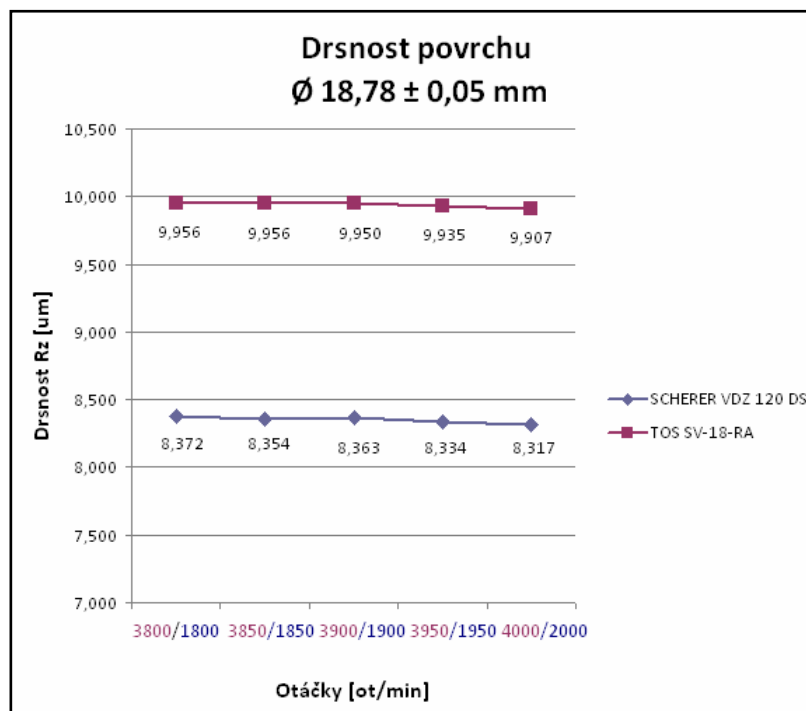 Drsnost povrchu
Ø 18,78 ± 0,05 mm
Drsnost Rz [um]
10,500
10,000
9,500
9,000
8,500
8,000
7,500
7,000
9,956 9,956 9,950 9,935 9,907
8,372 8,354 8,363 8,334 8,317
3800/1800 3850/1850 3900/1900 3950/1950 4000/2000
Otáčky [ot/min]
SCHERER VDZ 120 DS
TOS SV-18-RA